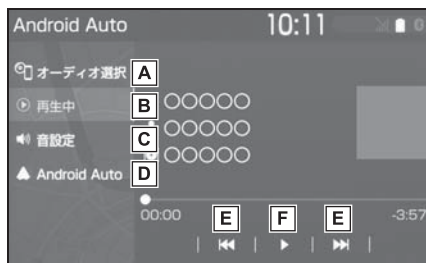 Android Auto 10:11
オーディオ選択 A
再生中 B ○○○○○
音設定 C ○○○○○
○○○○○
Android Auto D
00:00 E F E -3:57